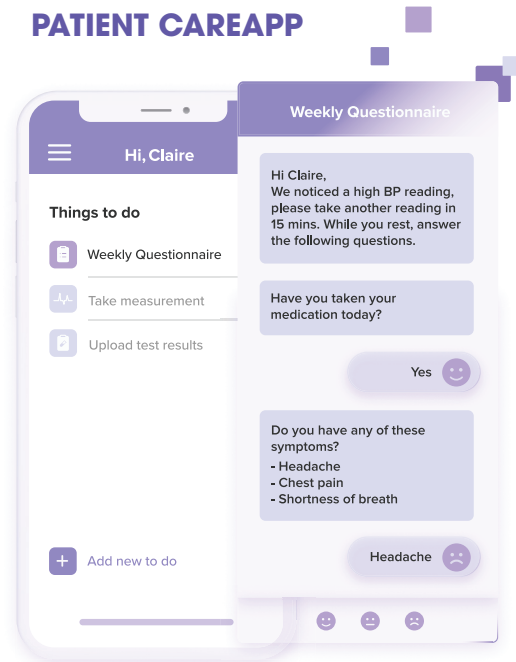 PATIENT CAREAPP
Hi, Claire
Things to do
Weekly Questionnaire
Take measurement
Upload test results
Add new to do
Weekly Questionnaire
Hi Claire,
We noticed a high BP reading,
please take another reading in
15 mins. While you rest, answer
the following questions.
Have you taken your
medication today?
Yes
Do you have any of these
symptoms?
- Headache
- Chest pain
- Shortness of breath
Headache